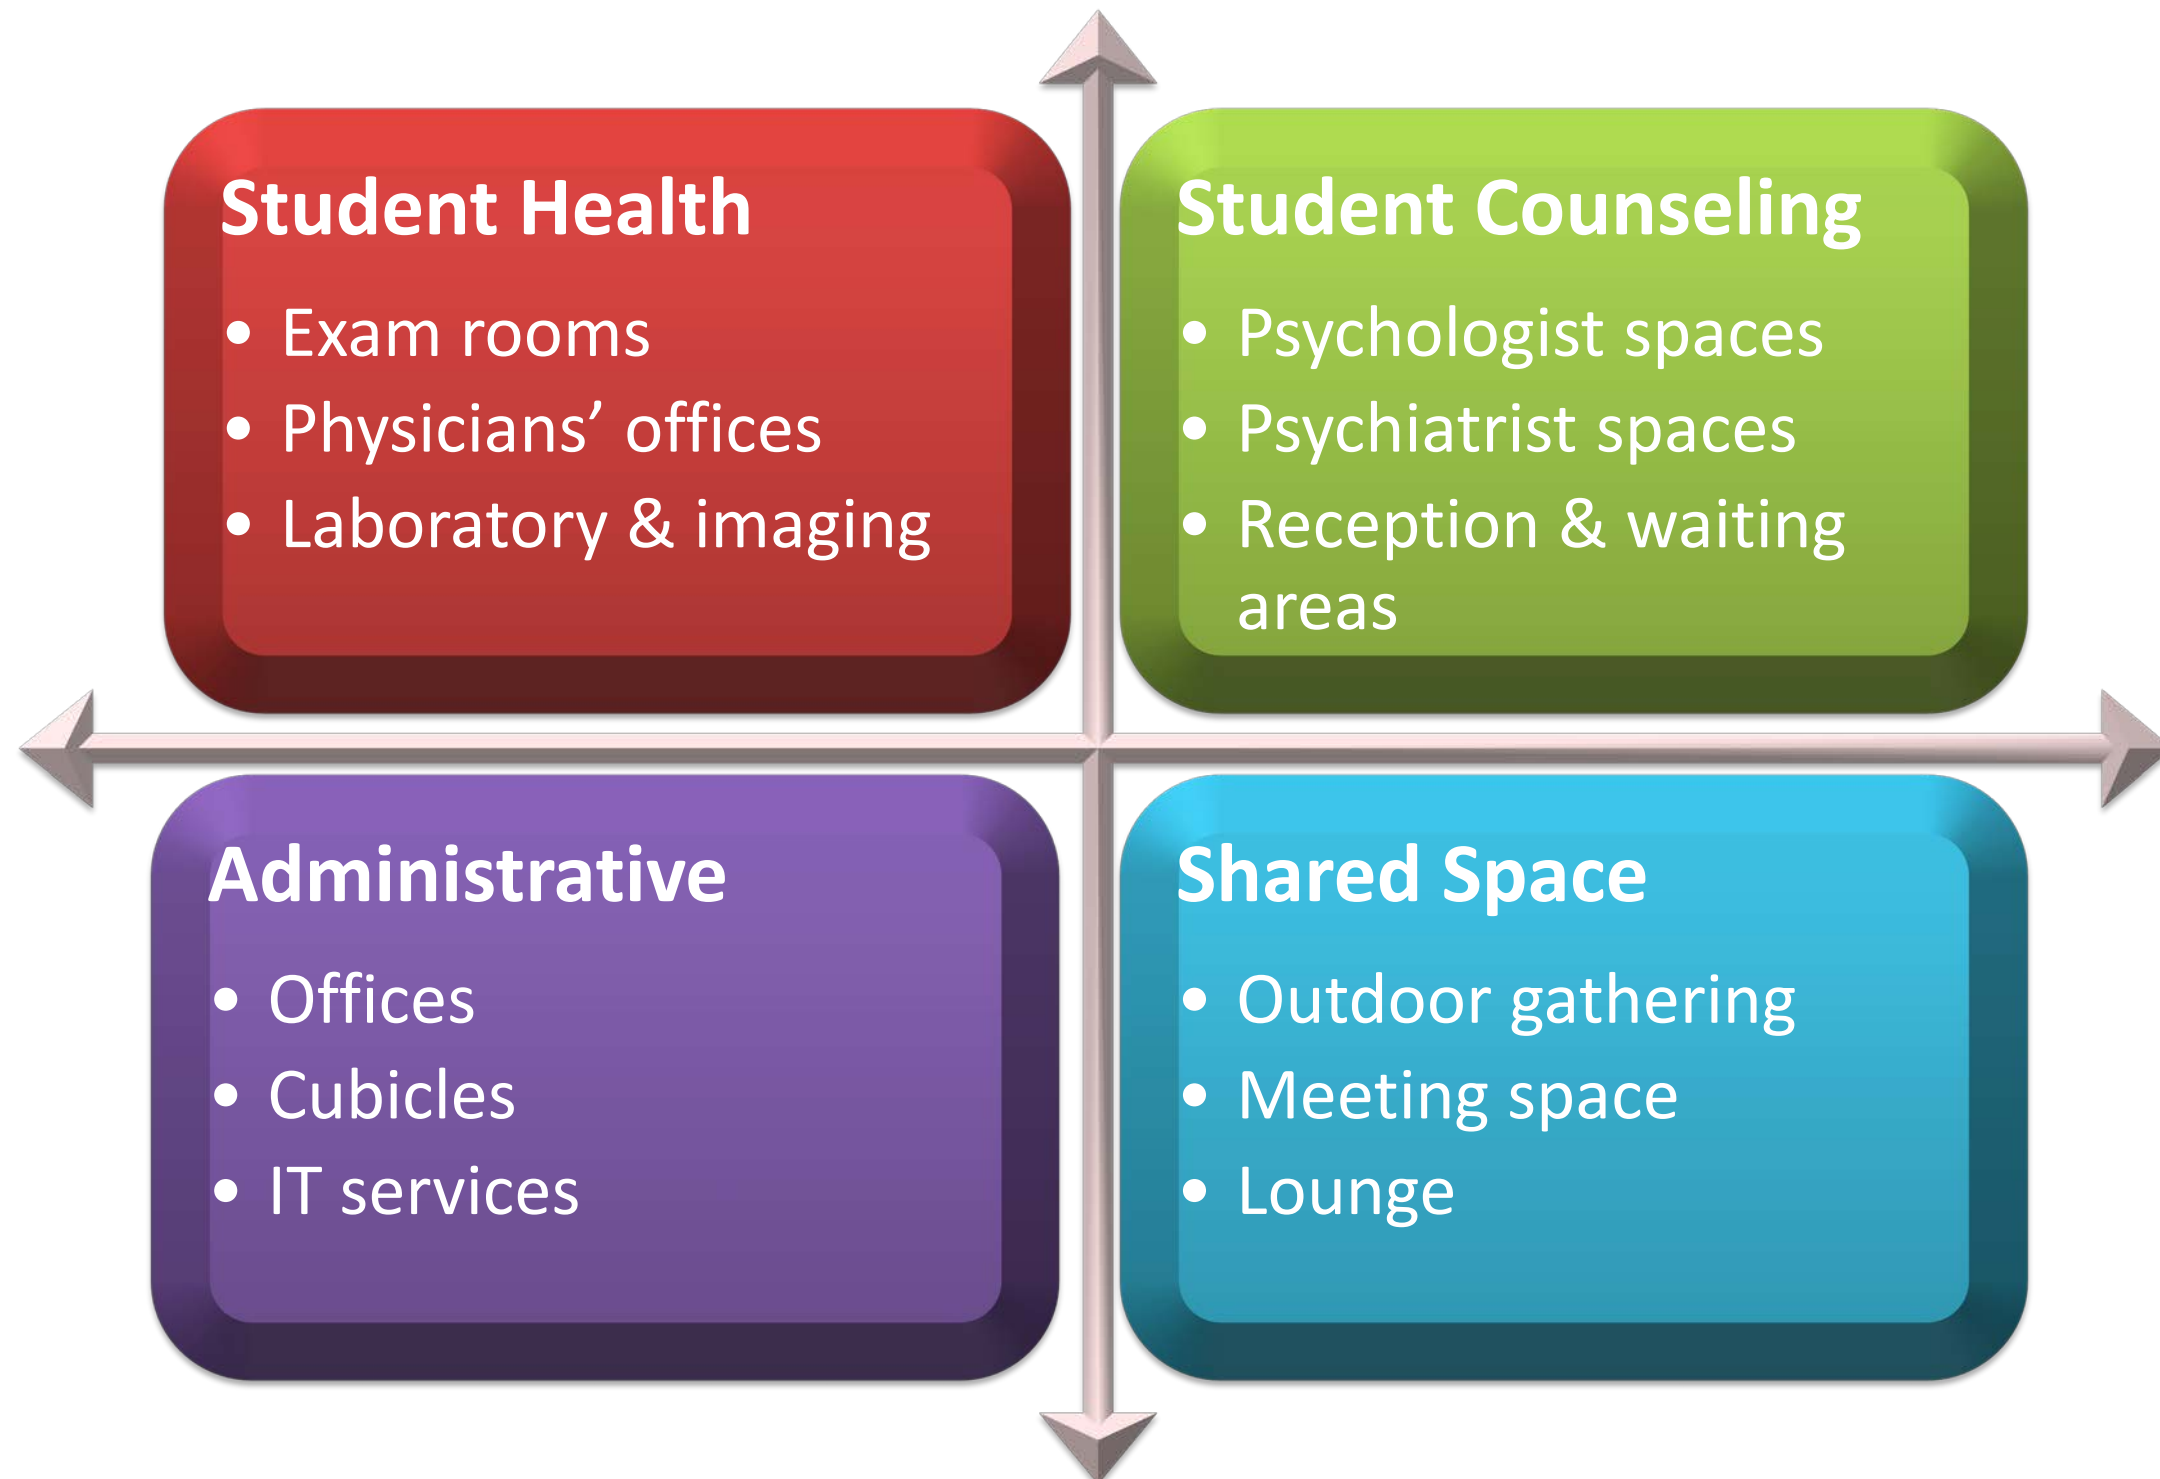 Student Health
• Exam rooms
• Physicians’ offices
• Laboratory & imaging
Student Counseling
• Psychologist spaces
• Psychiatrist spaces
• Reception & waiting
areas
Administrative
• Offices
• Cubicles
• IT services
Shared Space
• Outdoor gathering
• Meeting space
• Lounge